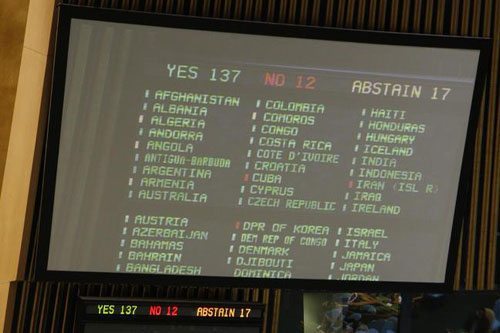 YES 137 NO 12 ABSTAIN 17
AFGHANISTAN
ALBANIA
ALGERIA
ANDORRA
ANGOLA
ANTIGUA-BARBUDA
ARGENTINA
ARMENIA
AUSTRALIA
AUSTRIA
AZERBAIJAN
BAHAMAS
BAHRAIN
BANGLADESH
COLOMBIA
COMOROS
CONGO
COSTA RICA
COTE D'IVOIRE
CROATIA
CUBA
CYPRUS
CZECH REPUBLIC
DPR OF KOREA
DEM REP OF CONGO
DENMARK
DJIBOUTI
DOMINICA
HAITI
HONDURAS
HUNGARY
ICELAND
INDIA
INDONESIA
IRAN (ISL R)
IRAQ
IRELAND
ISRAEL
ITALY
JAMAICA
JAPAN
JORDAN
YES 137 NO 12 ABSTAIN 17